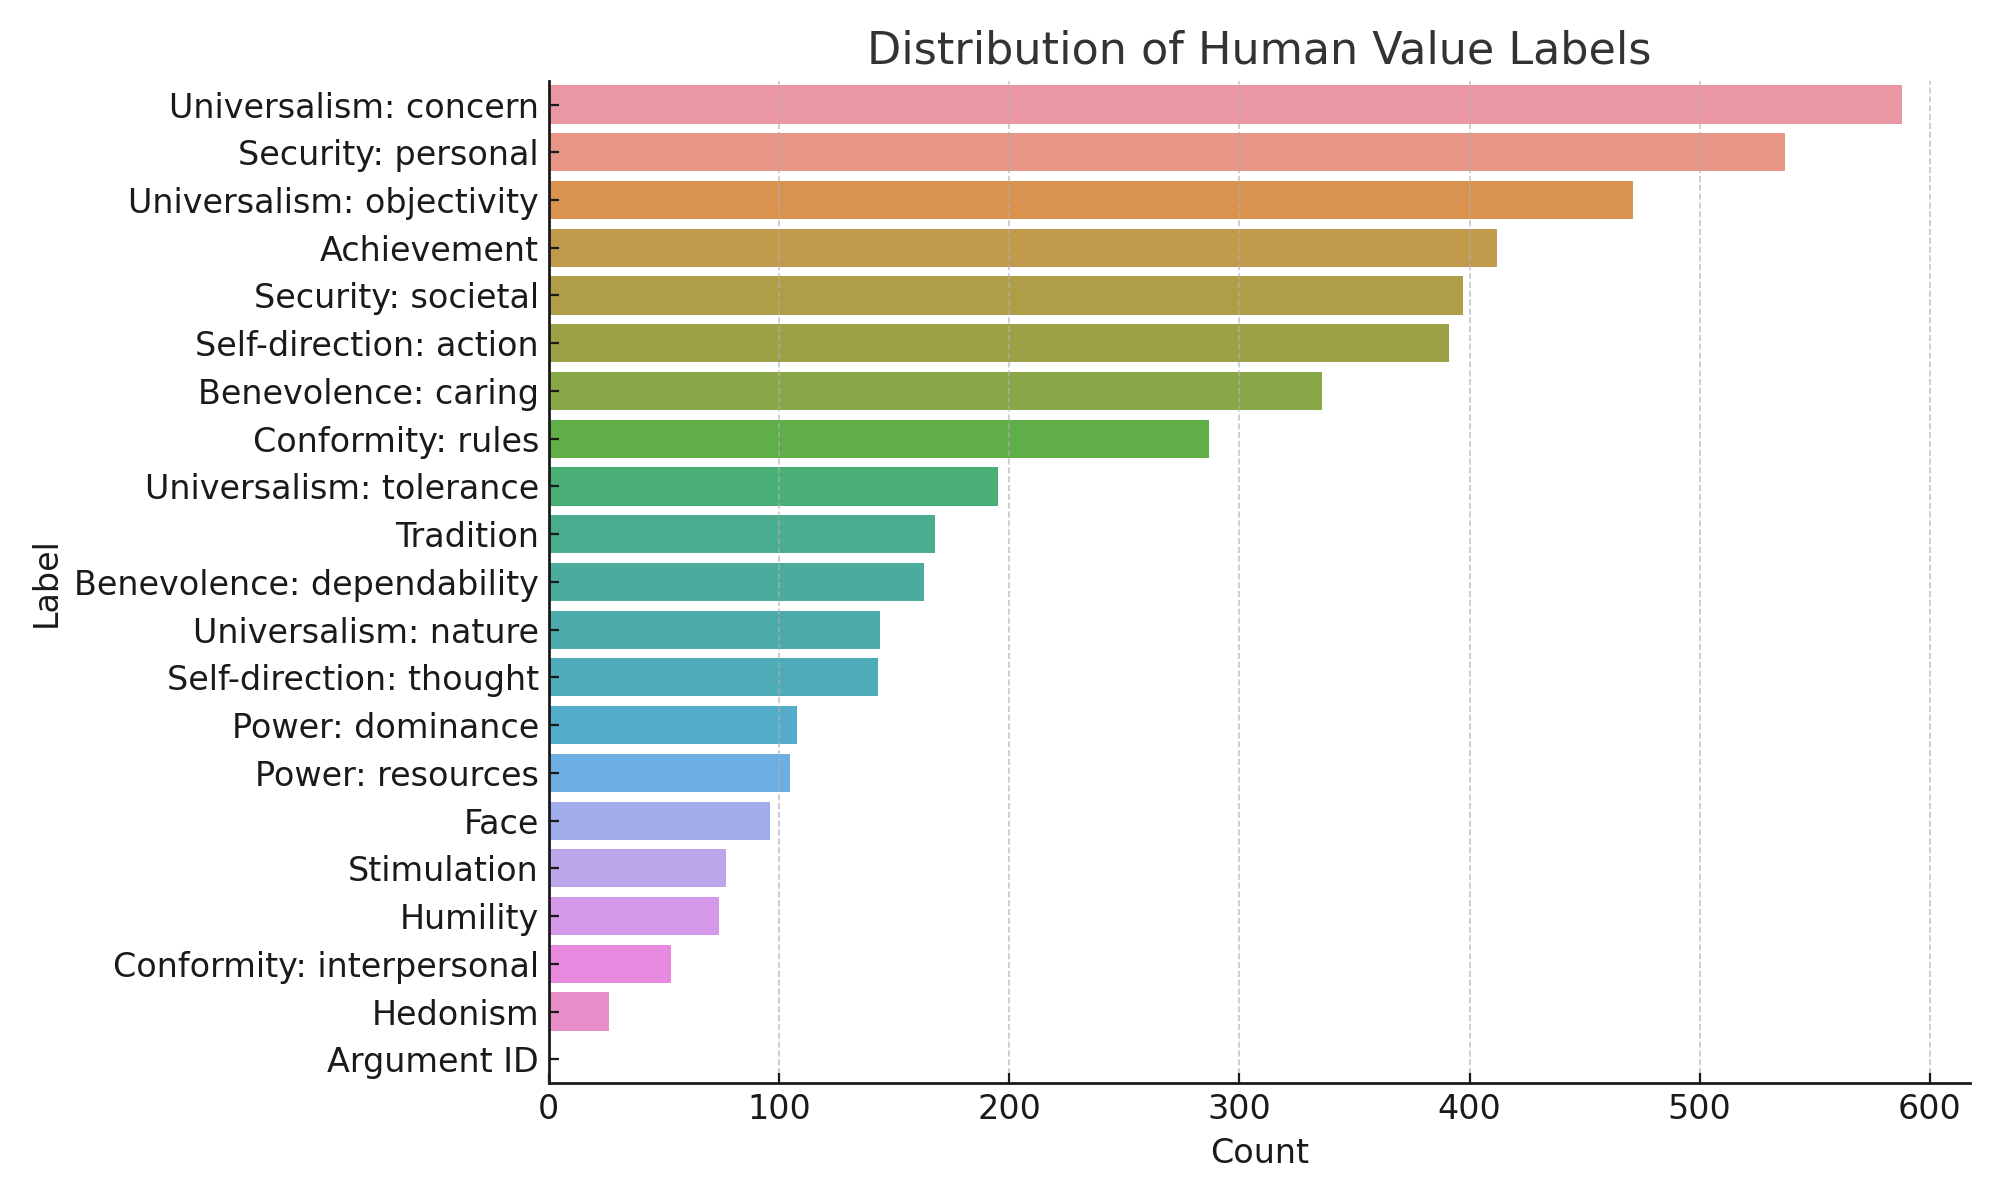 Distribution of Human Value Labels
Universalism: concern
Security: personal
Universalism: objectivity
Achievement
Security: societal
Self-direction: action
Benevolence: caring
Conformity: rules
Universalism: tolerance
Tradition
Benevolence: dependability
Universalism: nature
Self-direction: thought
Power: dominance
Power: resources
Face
Stimulation
Humility
Conformity: interpersonal
Hedonism
Argument ID
Label
0 100 200 300 400 500 600
Count